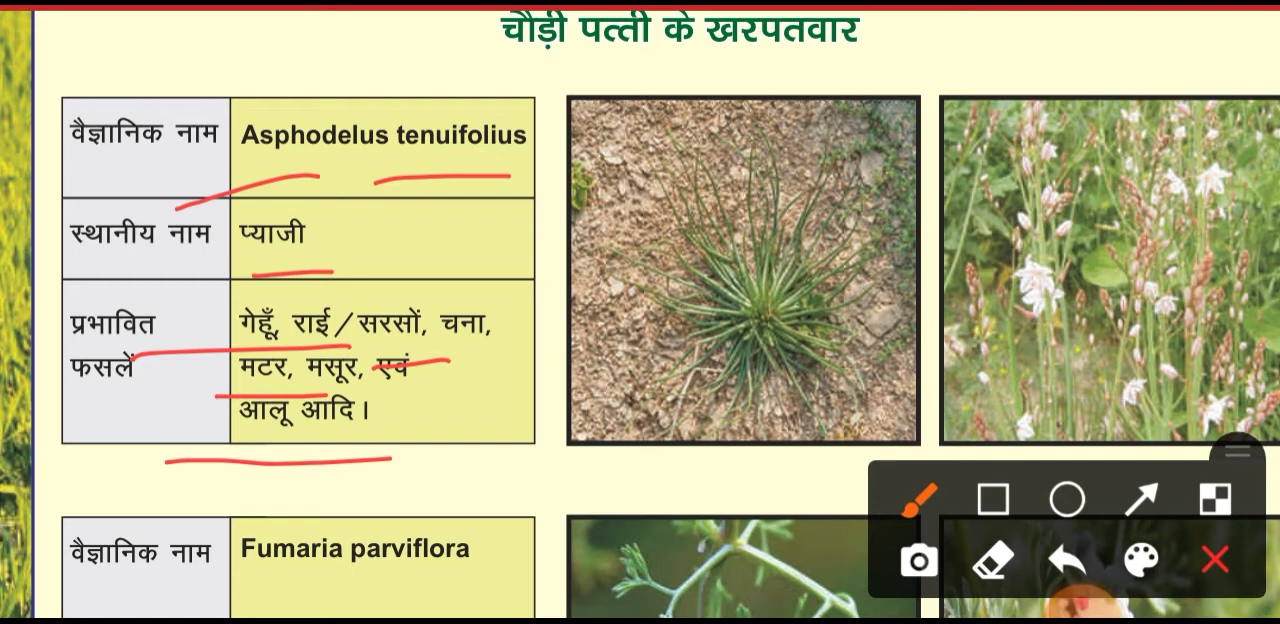 चौड़ी पत्ती के खरपतवार
वैज्ञानिक नाम Asphodelus tenuifolius
स्थानीय नाम प्याजी
प्रभावित फसलें
गेहूँ, राई/सरसों, चना,
मटर, मसूर, एवं
आलू आदि।
वैज्ञानिक नाम Fumaria parviflora